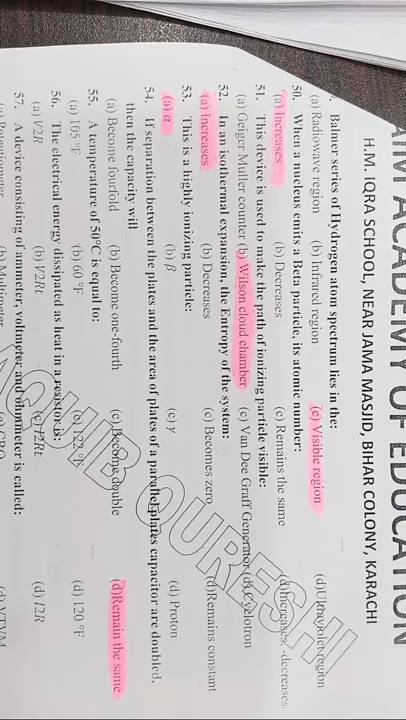 AIM ACADEMY OF EDUCATION
H.M. IQRA SCHOOL, NEAR JAMA MASJID, BIHAR COLONY, KARACHI
Balmer series of Hydrogen atom spectrum lies in the:
(a) Radiowave region (b) Infrared region (c) Visible region (d)Ultraviolet region
50. When a nucleus emits a Beta particle, its atomic number:
(a) Increases (b) Decreases (c) Remains the same (d)Increases -decreases
51. This device is used to make the path of ionizing particle visible:
(a) Geiger Muller counter (b) Wilson cloud chamber (c) Van Dee Graff Generator (d) Cyclotron
52. In an isothermal expansion, the Entropy of the system:
(a) Increases (b) Decreases (c) Becomes zero (d)Remains constant
53. This is a highly ionizing particle:
(a) α (b) β (c) γ (d) Proton
54. If separation between the plates and the area of plates of a parallel plates capacitor are doubled,
then the capacity will
(a) Become fourfold (b) Become one-fourth (c) Become double (d)Remain the same
55. A temperature of 50°C is equal to:
(a) 105 °F (b) 60 °F (c) 122 °F (d) 120 °F
56. The electrical energy dissipated as heat in a resistor is:
(a) V2R (b) V2Rt (c) I2Rt (d) I2R
57. A device consisting of ammeter, voltmeter and ohmmeter is called:
(a) Potentiometer (b) Multimeter (c) CRO (d) VTVM
QURESHI